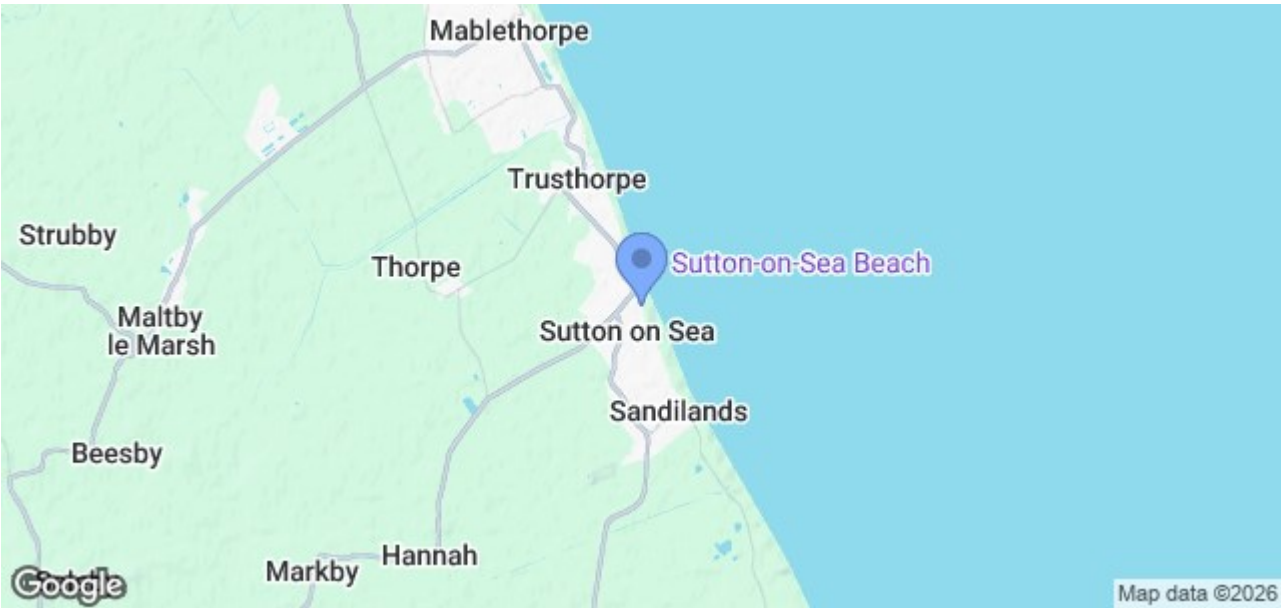 Mablethorpe
Trusthorpe
Strubby
Sutton-on-Sea Beach
Thorpe
Maltby
le Marsh
Sutton on Sea
Sandilands
Beesby
Hannah
Markby
Google
Map data ©2026